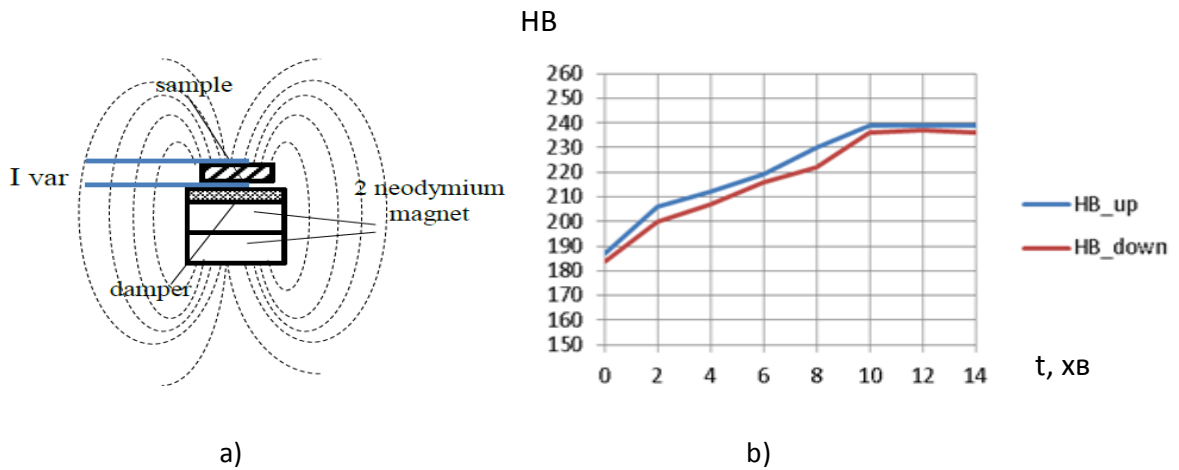 HB
sample
I var
2 neodymium
magnet
damper
a)
260
250
240
230
220
210
200
190
180
170
160
150
0 2 4 6 8 10 12 14
t, хв
HB_up
HB_down
b)